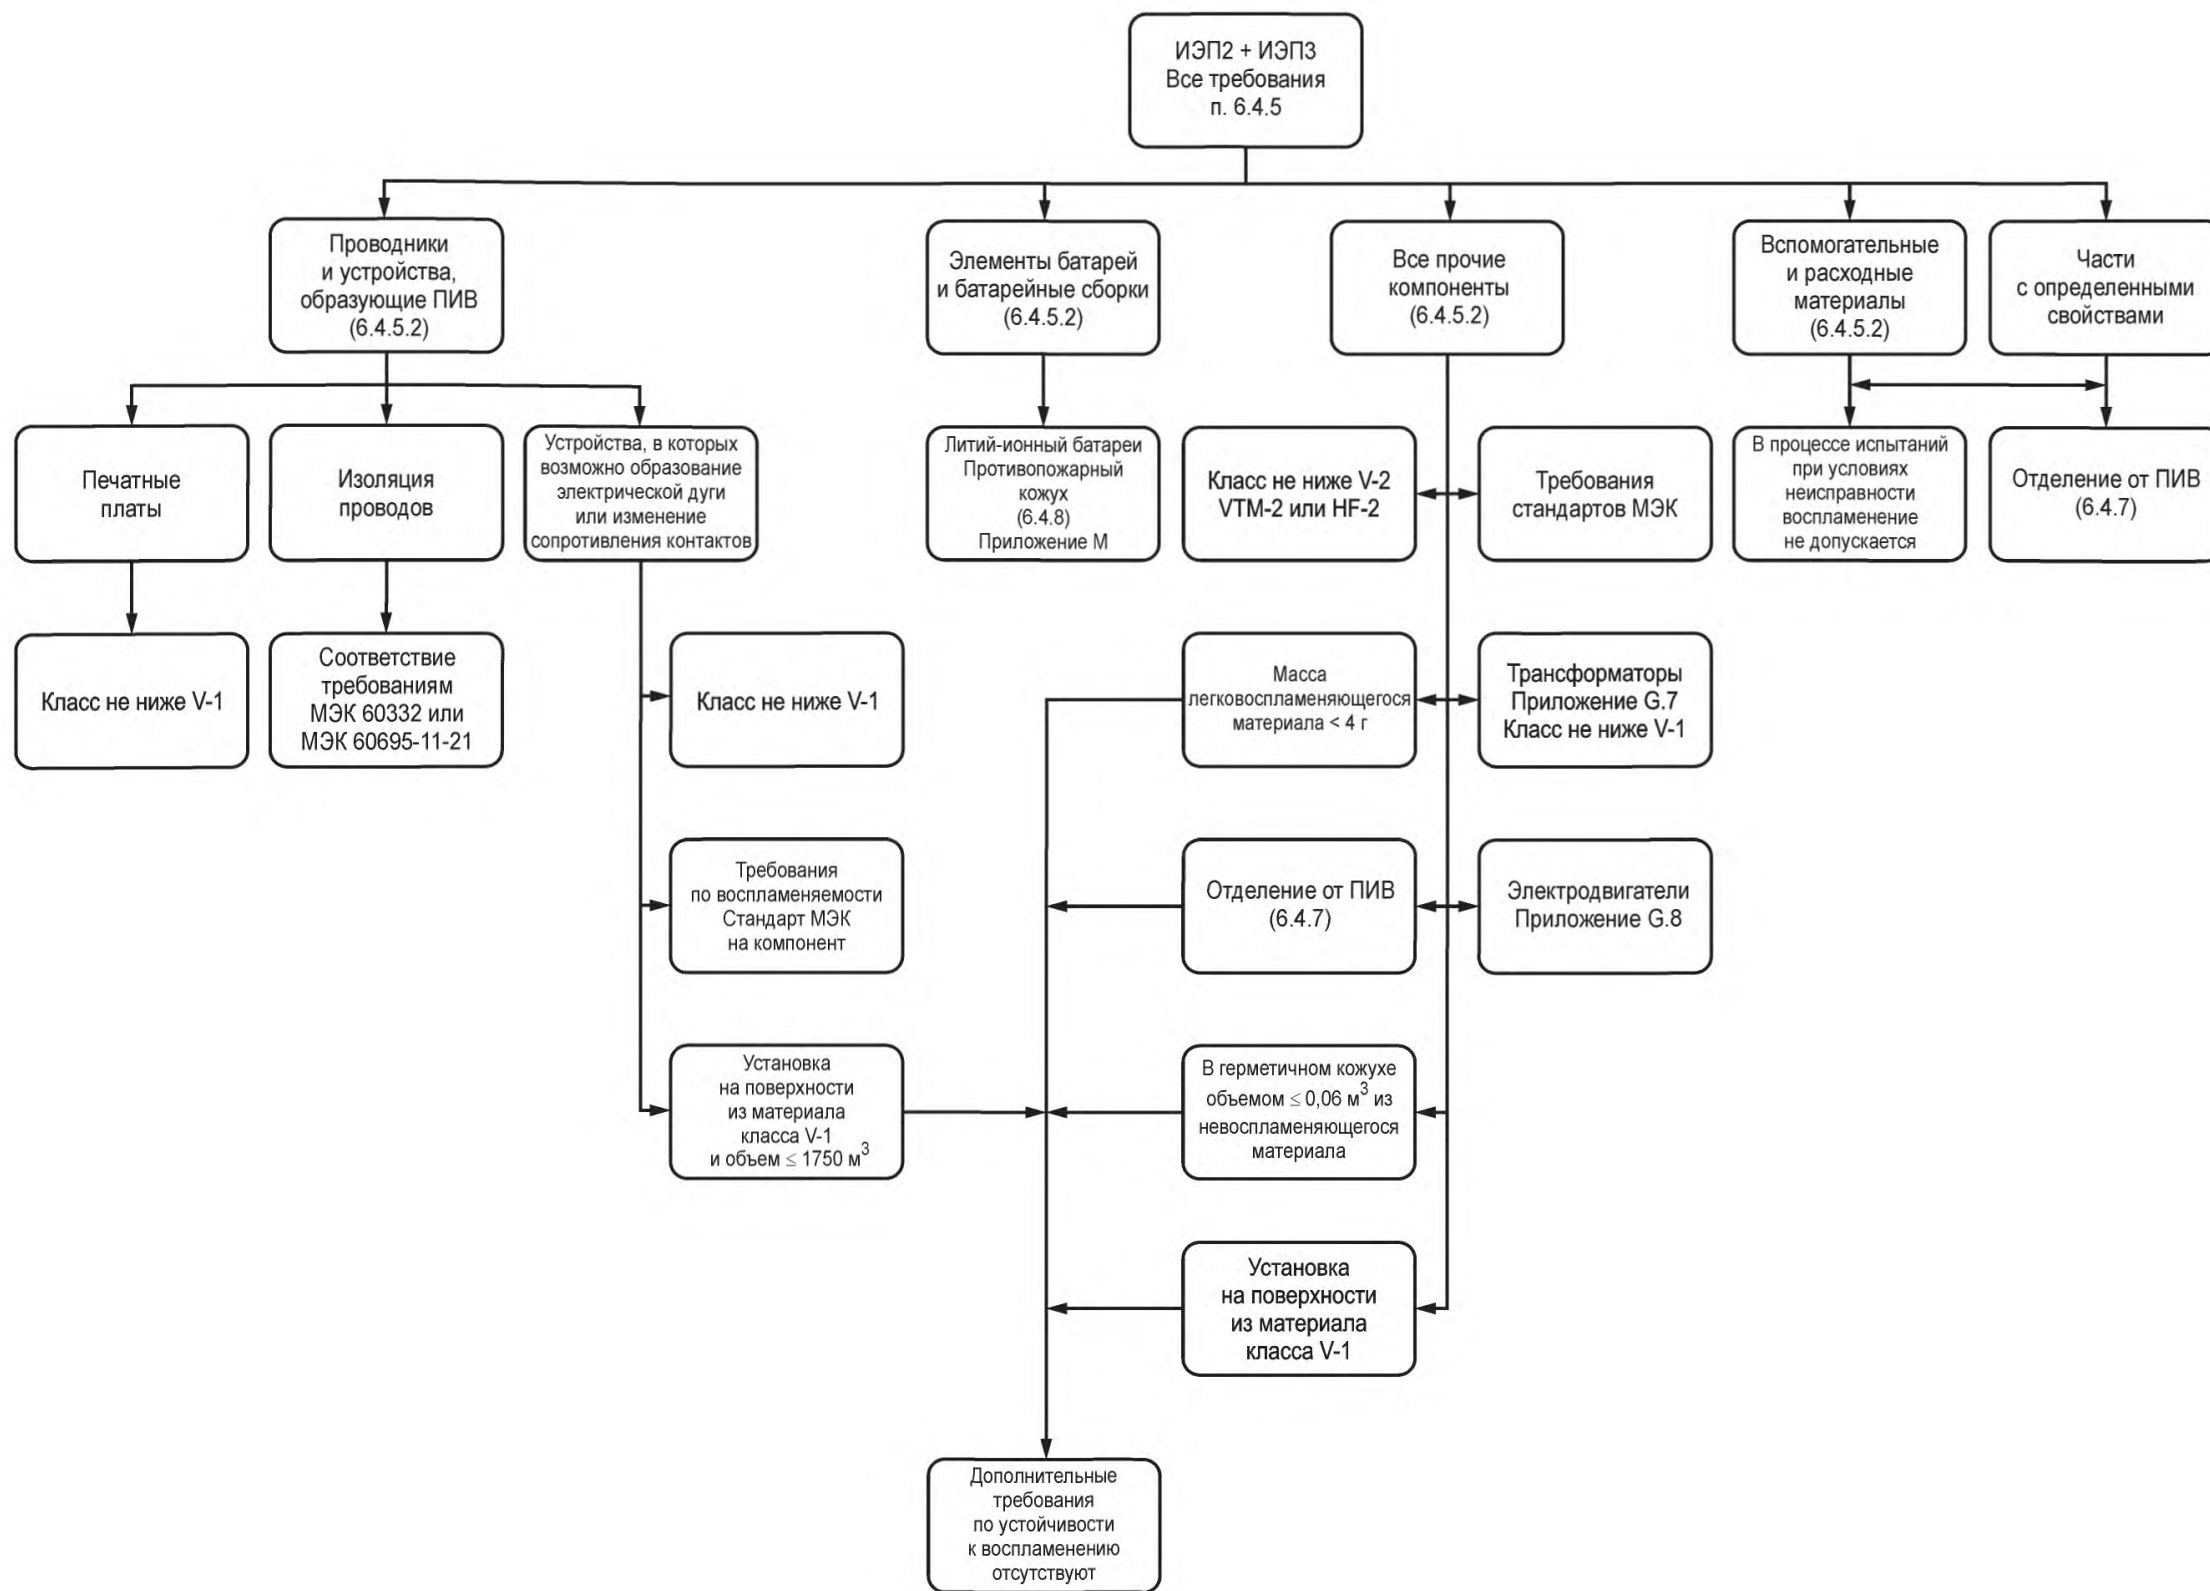 ИЭП2 + ИЭП3
Все требования
п. 6.4.5
Проводники
и устройства,
образующие ПИВ
(6.4.5.2)
Элементы батарей
и батарейные сборки
(6.4.5.2)
Все прочие
компоненты
(6.4.5.2)
Вспомогательные
и расходные
материалы
(6.4.5.2)
Части
с определенными
свойствами
Печатные
платы
Изоляция
проводов
Устройства, в которых
возможно образование
электрической дуги
или изменение
сопротивления контактов
Литий-ионный батареи
Противопожарный
кожух
(6.4.8)
Приложение М
Класс не ниже V-2
VTM-2 или HF-2
Требования
стандартов МЭК
В процессе испытаний
при условиях
неисправности
воспламенение
не допускается
Отделение от ПИВ
(6.4.7)
Класс не ниже V-1
Соответствие
требованиям
МЭК 60332 или
МЭК 60695-11-21
Класс не ниже V-1
Масса
легковоспламеняющегося
материала < 4 г
Трансформаторы
Приложение G.7
Класс не ниже V-1
Требования
по воспламеняемости
Стандарт МЭК
на компонент
Отделение от ПИВ
(6.4.7)
Электродвигатели
Приложение G.8
Установка
на поверхности
из материала
класса V-1
и объем ≤ 1750 м³
В герметичном кожухе
объемом ≤ 0,06 м³ из
невоспламеняющегося
материала
Установка
на поверхности
из материала
класса V-1
Дополнительные
требования
по устойчивости
к воспламенению
отсутствуют